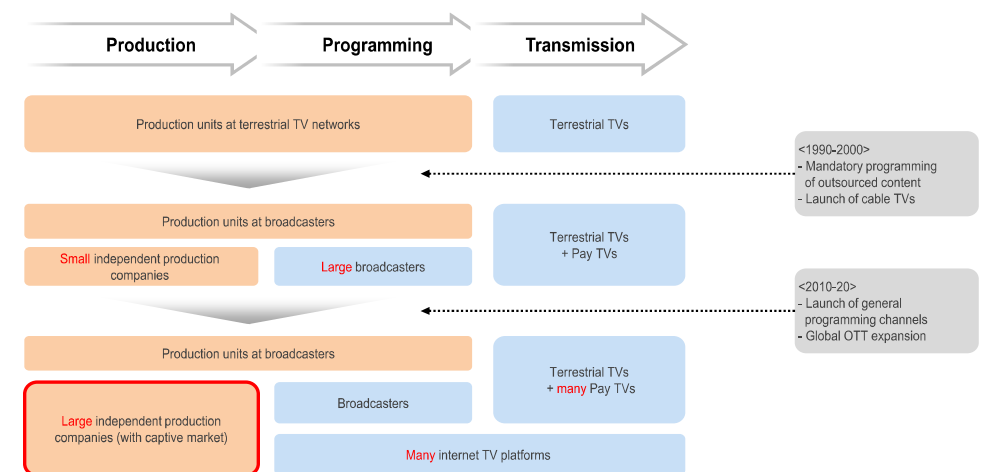 Production
Programming
Transmission
Production units at terrestrial TV networks
Terrestrial TVs
<1990-2000>
- Mandatory programming
of outsourced content
- Launch of cable TVs
Production units at broadcasters
Small independent production
companies
Large broadcasters
Terrestrial TVs
+ Pay TVs
<2010-20>
- Launch of general
programming channels
- Global OTT expansion
Production units at broadcasters
Terrestrial TVs
+ many Pay TVs
Large independent production
companies (with captive market)
Broadcasters
Many internet TV platforms